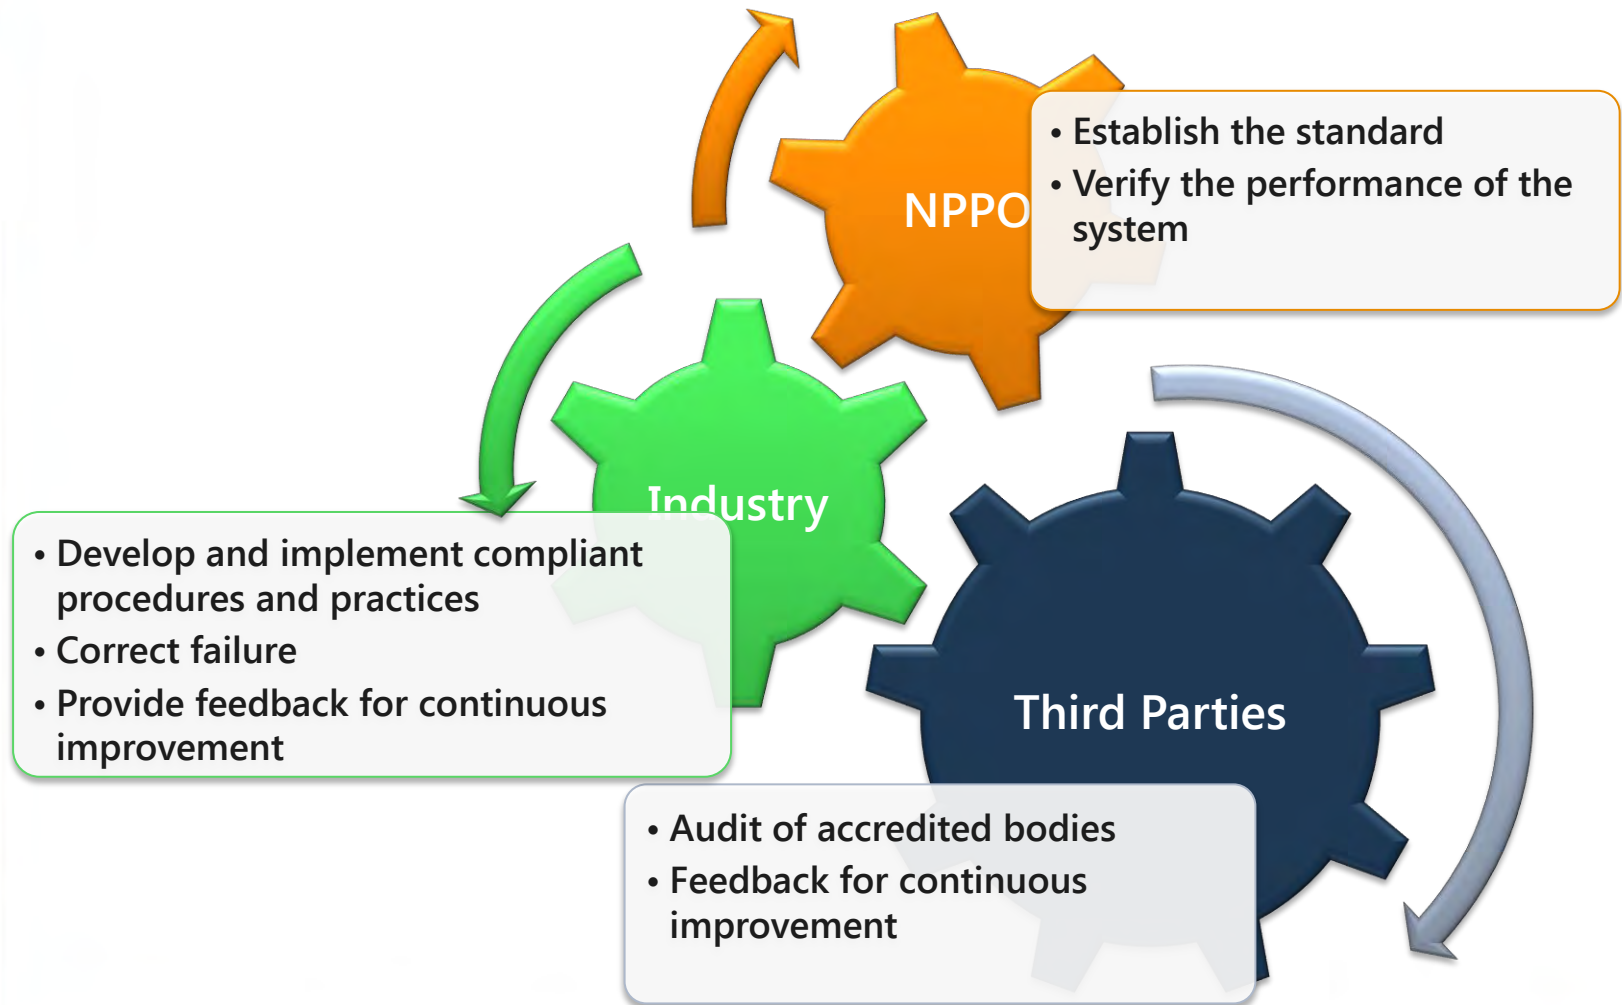 NPPO
• Establish the standard
• Verify the performance of the
system
Industry
• Develop and implement compliant
procedures and practices
• Correct failure
• Provide feedback for continuous
improvement
Third Parties
• Audit of accredited bodies
• Feedback for continuous
improvement